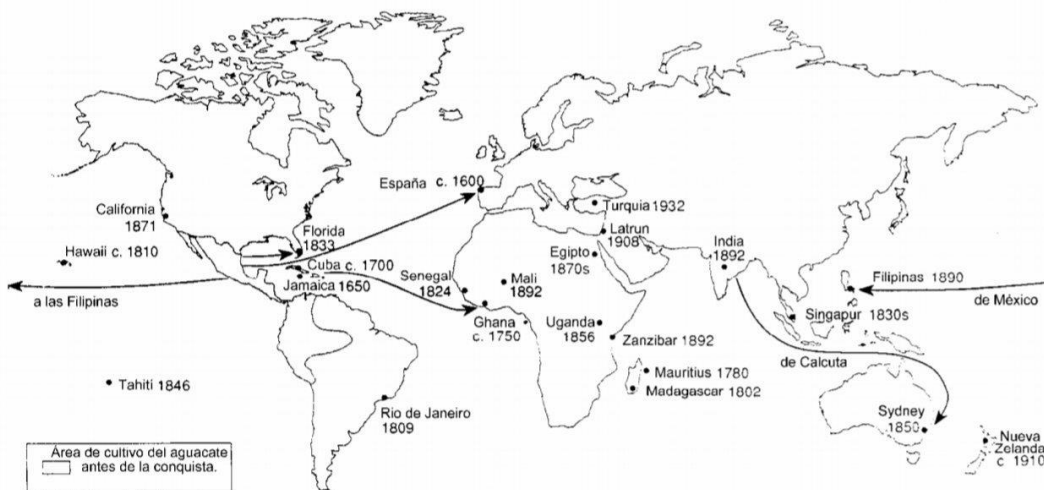 España c. 1600
California
1871
Florida
1833
Turquia 1932
Latrun
1908
Hawaii c. 1810
Egipto
1870s
India
1892
Cuba c. 1700
Jamaica 1650
Senegal
1824
Mali
1892
Filipinas 1890
a las Filipinas
de México
Singapur 1830s
Ghana
c. 1750
Uganda
1856
Zanzibar 1892
de Calcuta
Mauritius 1780
Tahiti 1846
Madagascar 1802
Rio de Janeiro
1809
Sydney
1850
Nueva
Zelanda
c 1910
Área de cultivo del aguacate
antes de la conquista.